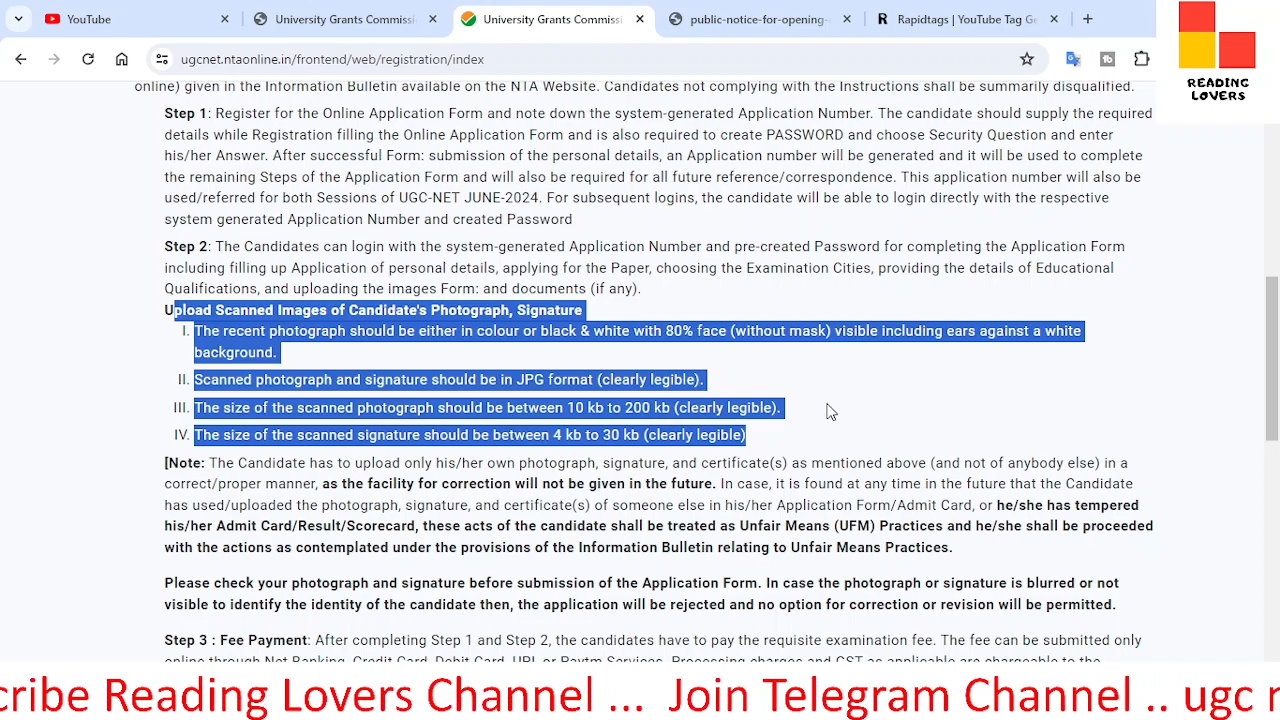 YouTube
University Grants Commissi
University Grants Commissi
public-notice-for-opening-
Rapidtags | YouTube Tag Ge
ugcnet.ntaonline.in/frontend/web/registration/index
READING
LOVERS
online) given in the Information Bulletin available on the NTA Website. Candidates not complying with the Instructions shall be summarily disqualified.
Step 1: Register for the Online Application Form and note down the system-generated Application Number. The candidate should supply the required
details while Registration filling the Online Application Form and is also required to create PASSWORD and choose Security Question and enter
his/her Answer. After successful Form: submission of the personal details, an Application number will be generated and it will be used to complete
the remaining Steps of the Application Form and will also be required for all future reference/correspondence. This application number will also be
used/referred for both Sessions of UGC-NET JUNE-2024. For subsequent logins, the candidate will be able to login directly with the respective
system generated Application Number and created Password
Step 2: The Candidates can login with the system-generated Application Number and pre-created Password for completing the Application Form
including filling up Application of personal details, applying for the Paper, choosing the Examination Cities, providing the details of Educational
Qualifications, and uploading the images Form: and documents (if any).
Upload Scanned Images of Candidate's Photograph, Signature
I. The recent photograph should be either in colour or black & white with 80% face (without mask) visible including ears against a white
background.
II. Scanned photograph and signature should be in JPG format (clearly legible).
III. The size of the scanned photograph should be between 10 kb to 200 kb (clearly legible).
IV. The size of the scanned signature should be between 4 kb to 30 kb (clearly legible)
[Note: The Candidate has to upload only his/her own photograph, signature, and certificate(s) as mentioned above (and not of anybody else) in a
correct/proper manner, as the facility for correction will not be given in the future. In case, it is found at any time in the future that the Candidate
has used/uploaded the photograph, signature, and certificate(s) of someone else in his/her Application Form/Admit Card, or he/she has tempered
his/her Admit Card/Result/Scorecard, these acts of the candidate shall be treated as Unfair Means (UFM) Practices and he/she shall be proceeded
with the actions as contemplated under the provisions of the Information Bulletin relating to Unfair Means Practices.
Please check your photograph and signature before submission of the Application Form. In case the photograph or signature is blurred or not
visible to identify the identity of the candidate then, the application will be rejected and no option for correction or revision will be permitted.
Step 3 : Fee Payment: After completing Step 1 and Step 2, the candidates have to pay the requisite examination fee. The fee can be submitted only
online through Net Banking, Credit Card, Debit Card, UPI, or Paytm Services. Processing charges and GST as applicable are chargeable to the
cribe Reading Lovers Channel ... Join Telegram Channel .. ugc